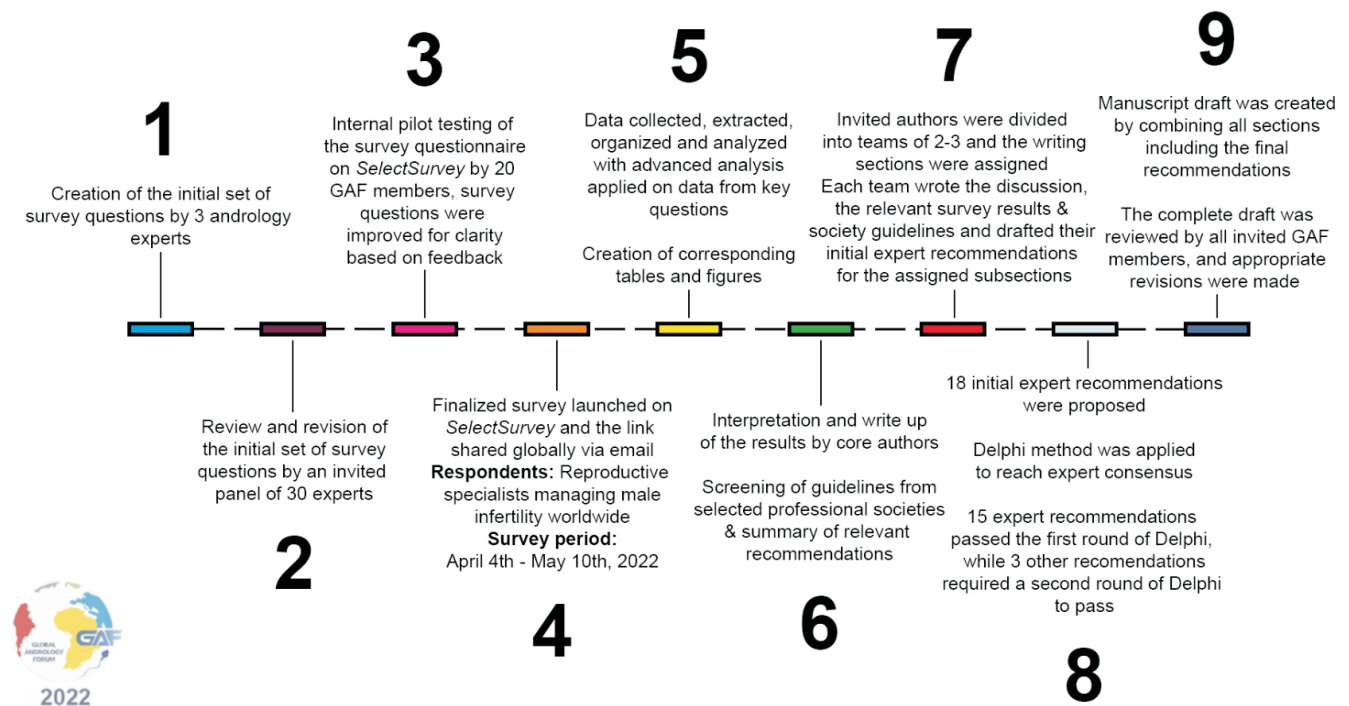 1
Creation of the initial set of
survey questions by 3 andrology
experts
2
Review and revision of
the initial set of survey
questions by an invited
panel of 30 experts
3
Internal pilot testing of
the survey questionnaire
on SelectSurvey by 20
GAF members, survey
questions were
improved for clarity
based on feedback
4
Finalized survey launched on
SelectSurvey and the link
shared globally via email
Respondents: Reproductive
specialists managing male
infertility worldwide
Survey period:
April 4th - May 10th, 2022
5
Data collected, extracted,
organized and analyzed
with advanced analysis
applied on data from key
questions
Creation of corresponding
tables and figures
6
Interpretation and write up
of the results by core authors
Screening of guidelines from
selected professional societies
& summary of relevant
recommendations
7
Invited authors were divided
into teams of 2-3 and the writing
sections were assigned
Each team wrote the discussion,
the relevant survey results &
society guidelines and drafted their
initial expert recommendations
for the assigned subsections
8
18 initial expert recommendations
were proposed
Delphi method was applied
to reach expert consensus
15 expert recommendations
passed the first round of Delphi,
while 3 other recomendations
required a second round of Delphi
to pass
9
Manuscript draft was created
by combining all sections
including the final
recommendations
The complete draft was
reviewed by all invited GAF
members, and appropriate
revisions were made
GLOBAL
ANDROLOGY
FORUM
GAF
2022